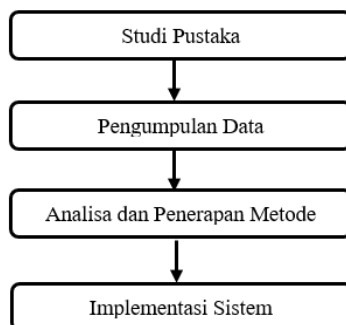 Studi Pustaka
Pengumpulan Data
Analisa dan Penerapan Metode
Implementasi Sistem